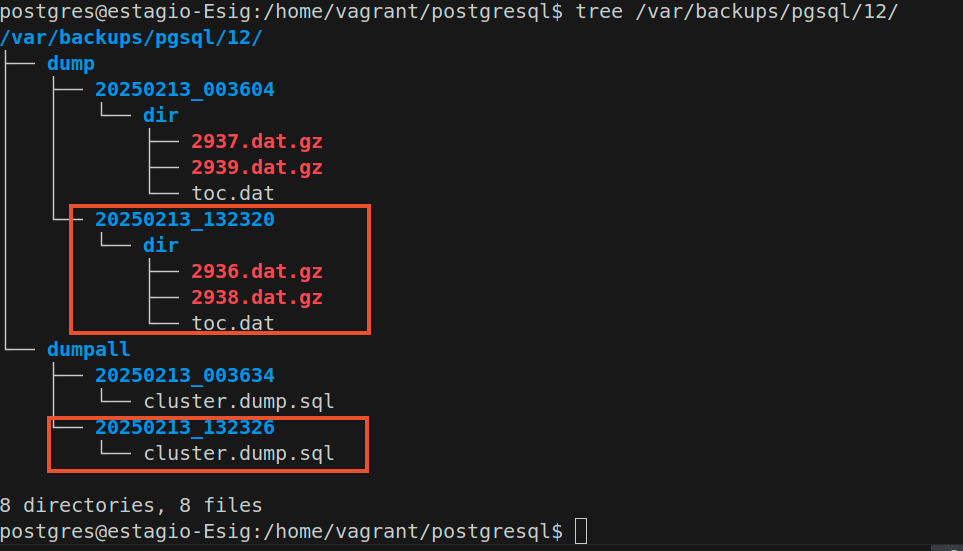 postgres@estagio-Esig:/home/vagrant/postgresql$ tree /var/backups/pgsql/12/
/var/backups/pgsql/12/
├── dump
│   ├── 20250213_003604
│   │   └── dir
│   │       ├── 2937.dat.gz
│   │       ├── 2939.dat.gz
│   │       └── toc.dat
│   └── 20250213_132320
│       └── dir
│           ├── 2936.dat.gz
│           ├── 2938.dat.gz
│           └── toc.dat
└── dumpall
    ├── 20250213_003634
    │   └── cluster.dump.sql
    └── 20250213_132326
        └── cluster.dump.sql
8 directories, 8 files
postgres@estagio-Esig:/home/vagrant/postgresql$